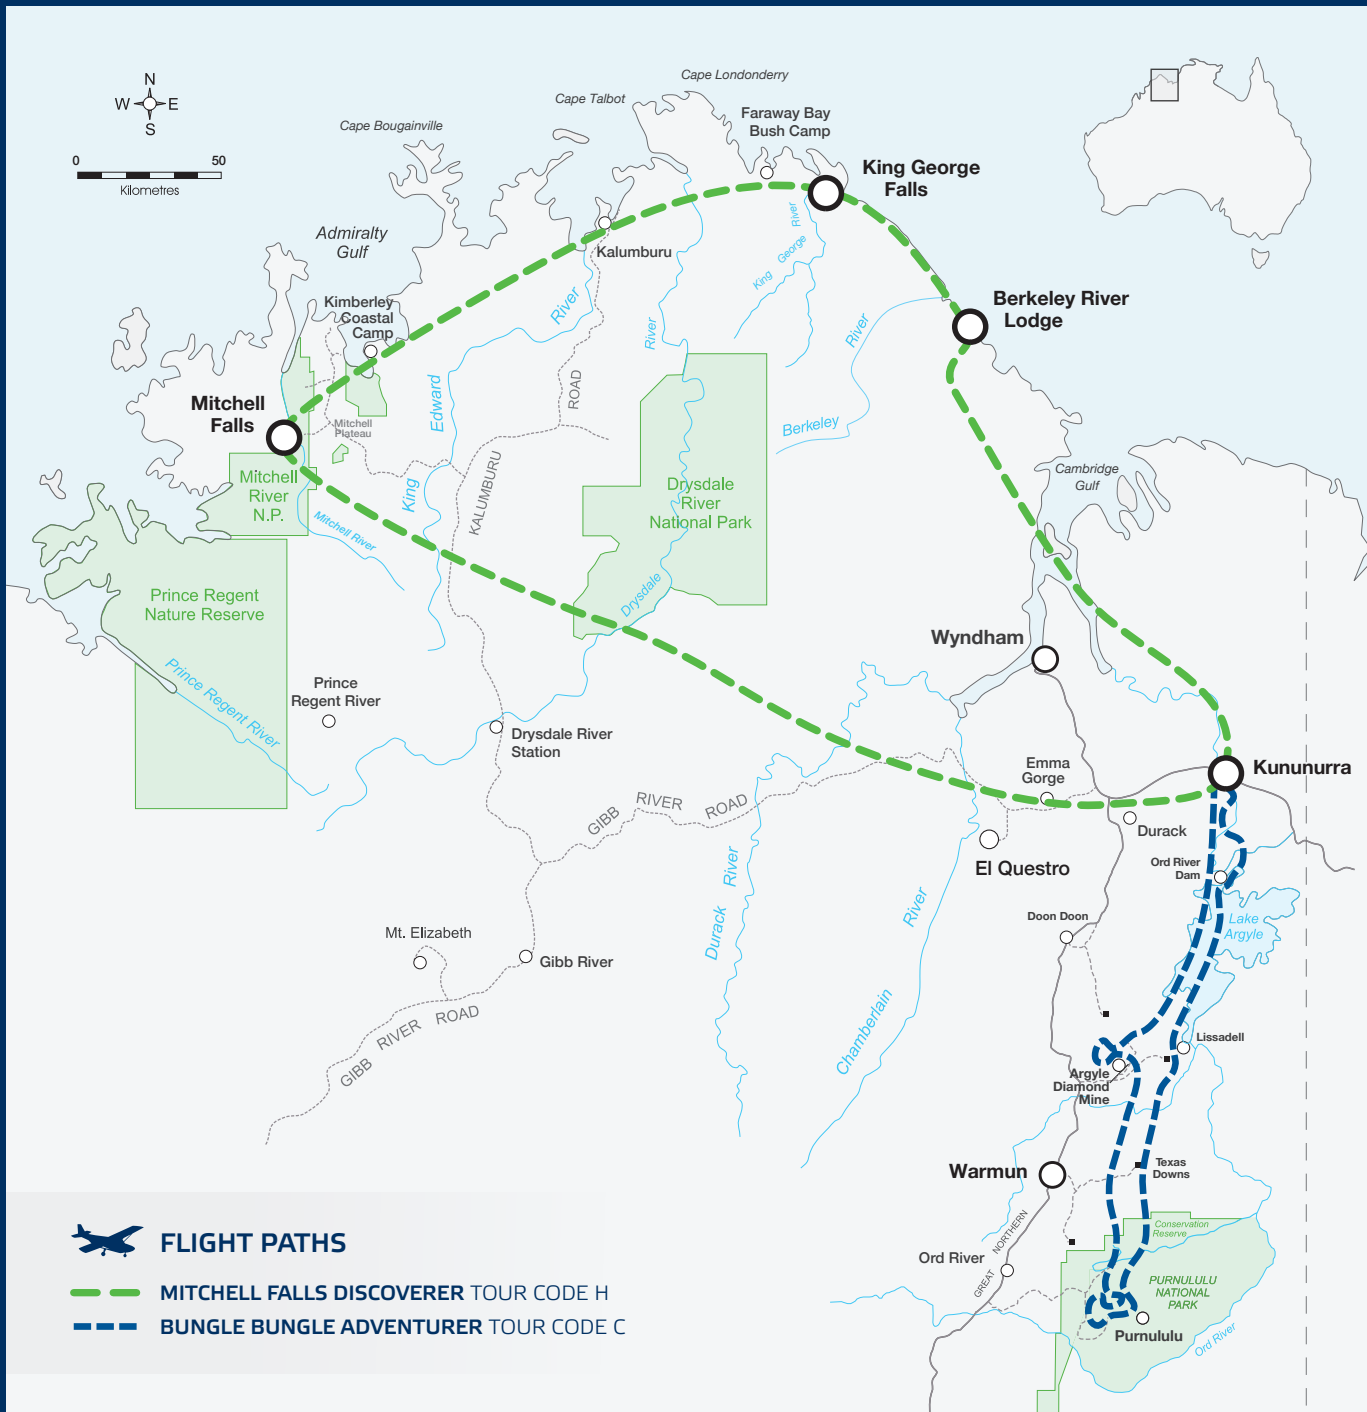 Cape Londonderry
Cape Talbot
Cape Bougainville
N
W
E
S
0
50
Kilometres
Faraway Bay
Bush Camp
King George
Falls
Admiralty
Gulf
Kalumburu
River
King George
Kimberley
Coastal
Camp
River
River
River
Berkeley River
Lodge
ROAD
Edward
Berkeley
Mitchell
Falls
Mitchell
Plateau
Cambridge
Gulf
KALUMBURU
King
Mitchell
River
N.P.
Mitchell River
Drysdale
River
National Park
Drysdale
Prince Regent
Nature Reserve
Prince Regent River
Prince
Regent River
Wyndham
Drysdale River
Station
Emma
Gorge
Kununurra
GIBB RIVER ROAD
Durack
El Questro
Ord River
Dam
Durack River
Chamberlain River
Lake
Argyle
Doon Doon
Mt. Elizabeth
Gibb River
GIBB RIVER ROAD
Lissadell
Argyle
Diamond
Mine
Warmun
Texas
Downs
GREAT NORTHERN
Ord River
Conservation
Reserve
PURNULULU
NATIONAL
PARK
Purnululu
Ord River
FLIGHT PATHS
MITCHELL FALLS DISCOVERER TOUR CODE H
BUNGLE BUNGLE ADVENTURER TOUR CODE C